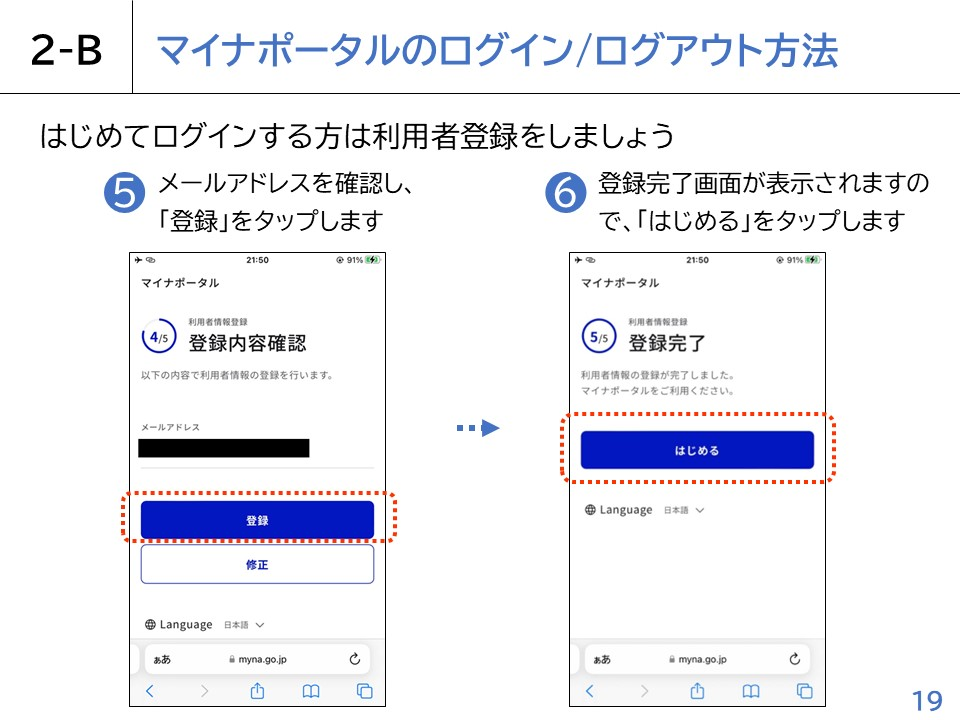 2-B
マイナポータルのログイン/ログアウト方法
はじめてログインする方は利用者登録をしましょう
5
メールアドレスを確認し、
「登録」をタップします
21:50
91%
マイナポータル
4/5
利用者情報登録
登録内容確認
以下の内容で利用者情報の登録を行います。
メールアドレス
登録
修正
Language 日本語
ぁあ myna.go.jp
6
登録完了画面が表示されますの
で、「はじめる」をタップします
21:50
91%
マイナポータル
5/5
利用者情報登録
登録完了
利用者情報の登録が完了しました。
マイナポータルをご利用ください。
はじめる
Language 日本語
ぁあ myna.go.jp
19